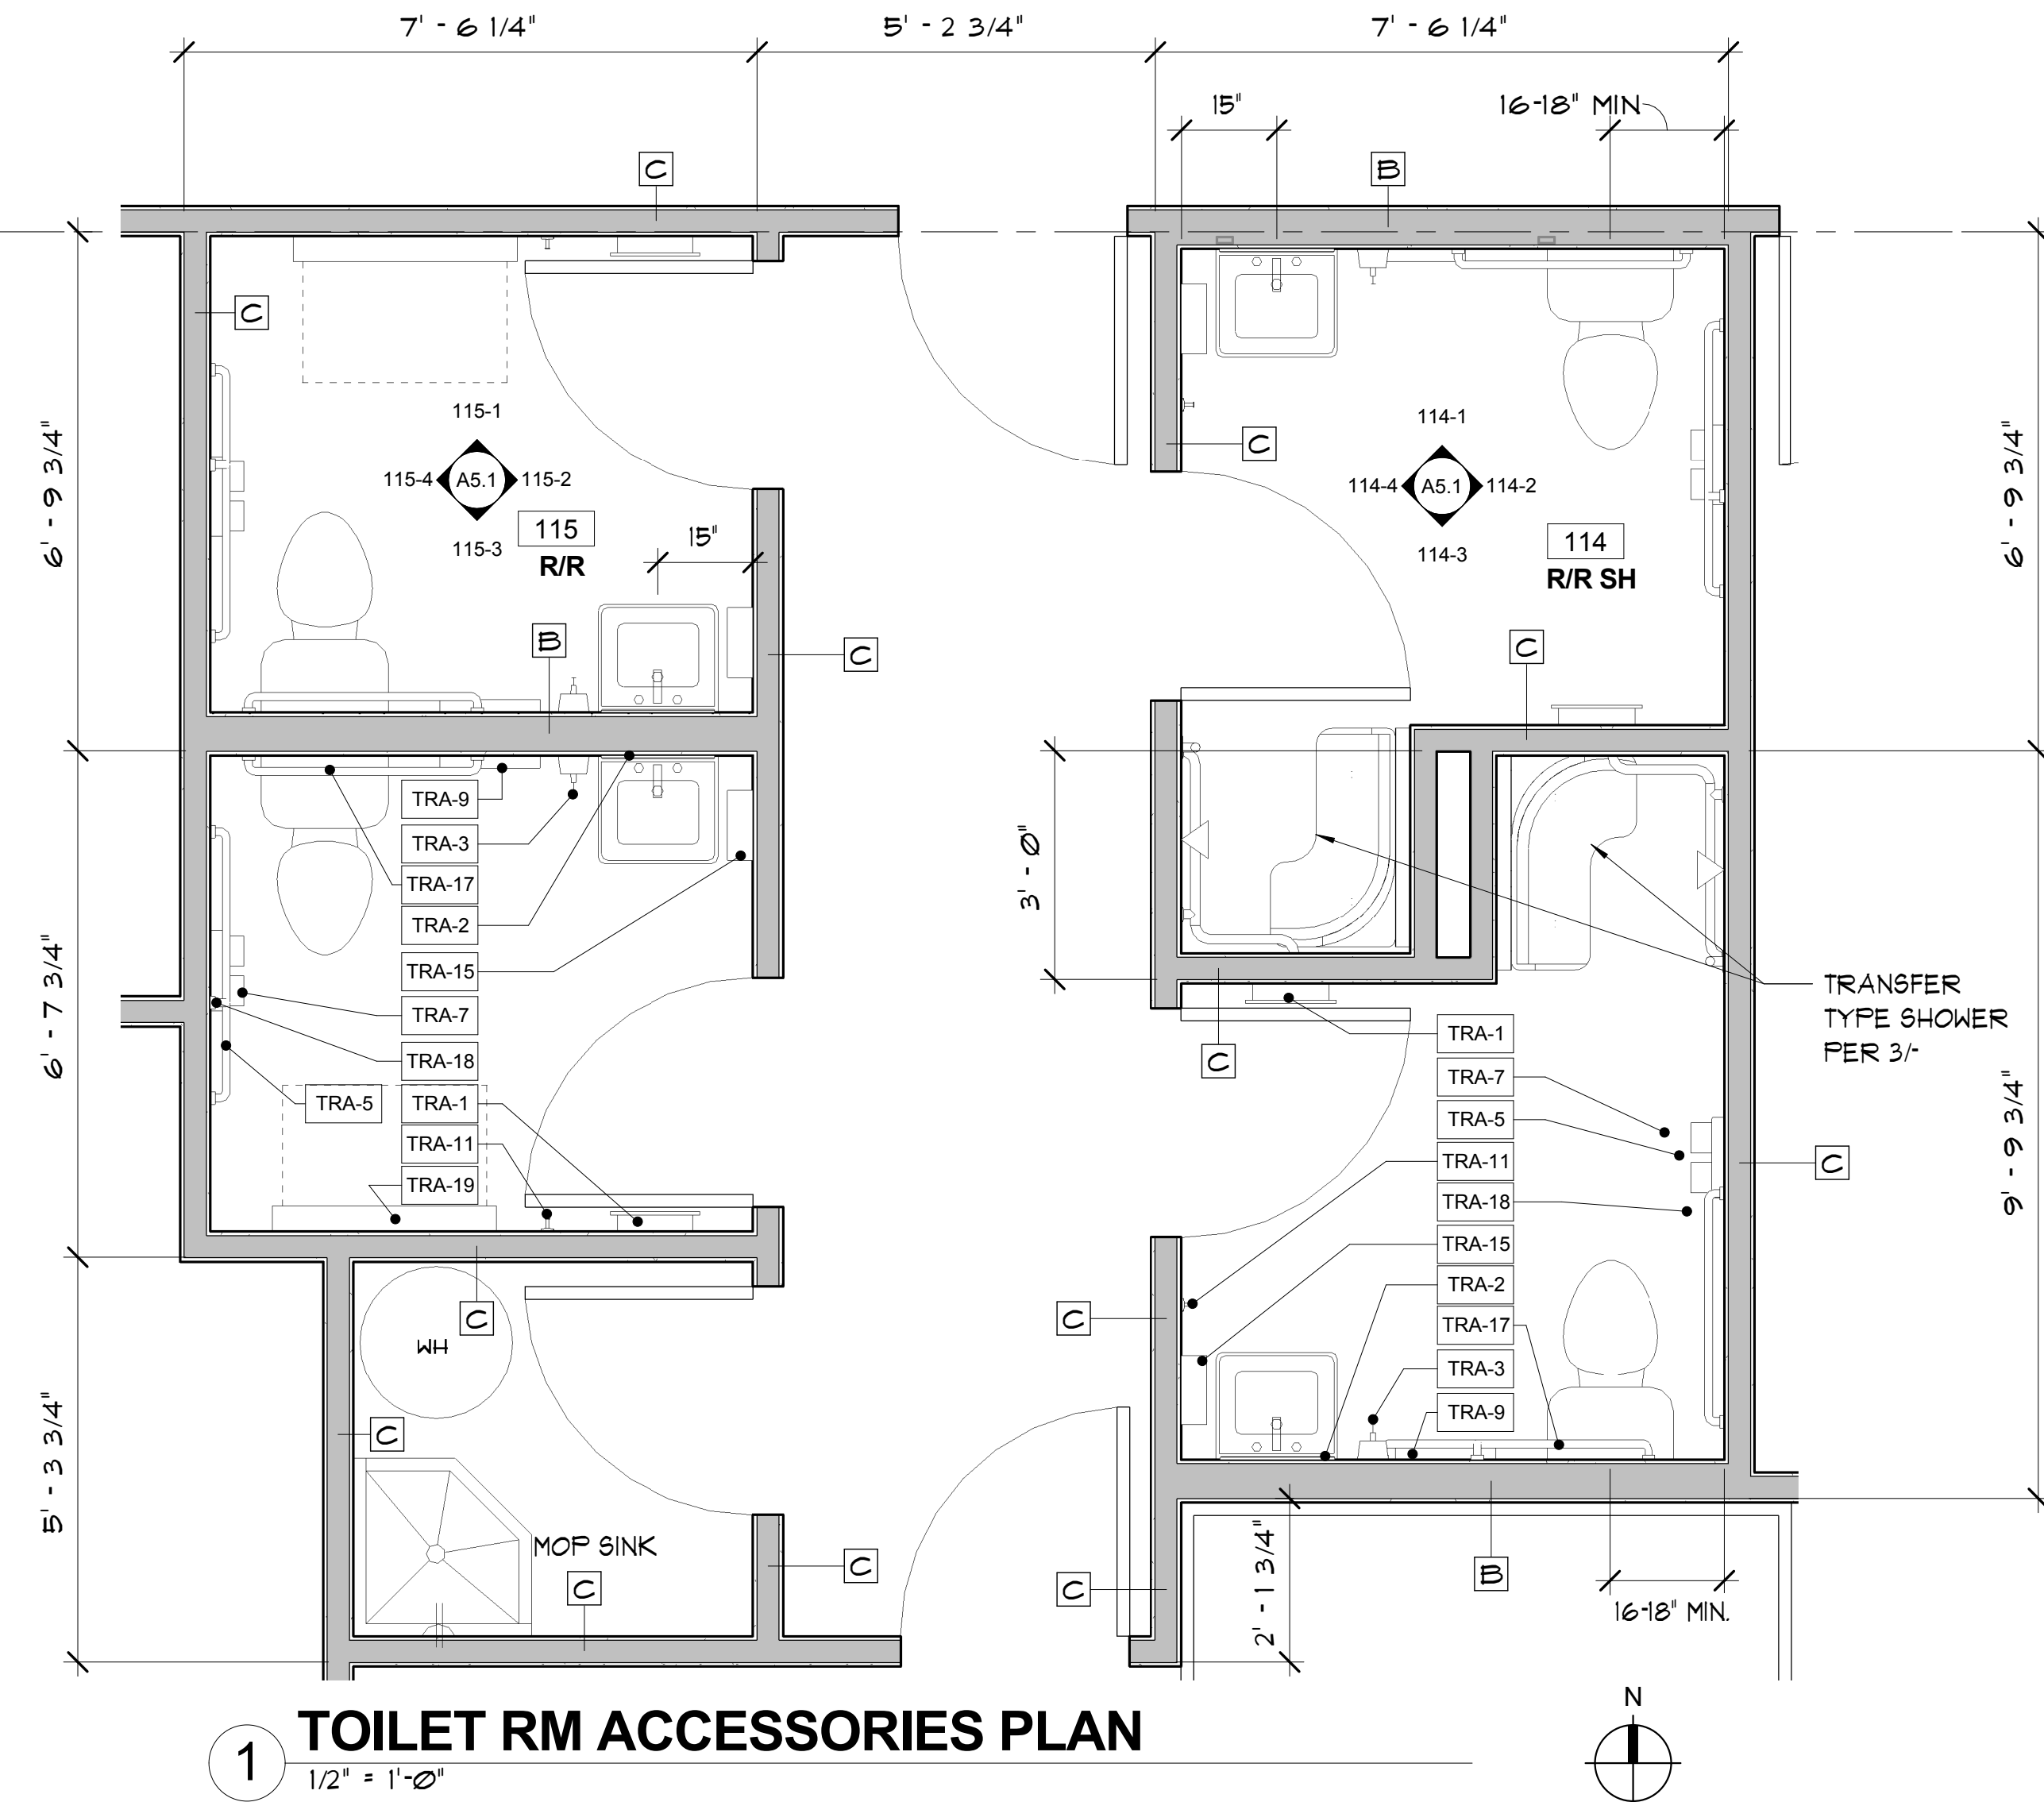 7' - 6 1/4"
5' - 2 3/4"
7' - 6 1/4"
15"
16-18" MIN
C
B
C
115-1
115-4
A5.1
115-2
115-3
115
R/R
15"
C
114-1
114-4
A5.1
114-2
114-3
114
R/R SH
6' - 9 3/4"
6' - 9 3/4"
B
C
C
TRA-9
TRA-3
TRA-17
TRA-2
TRA-15
TRA-7
TRA-18
TRA-5
TRA-1
TRA-11
TRA-19
6' - 7 3/4"
3' - 0"
TRANSFER
TYPE SHOWER
PER 3/-
C
TRA-1
TRA-7
TRA-5
TRA-11
TRA-18
TRA-15
TRA-2
TRA-17
TRA-3
TRA-9
C
9' - 9 3/4"
C
C
WH
C
5' - 3 3/4"
MOP SINK
C
C
C
2' - 1 3/4"
B
16-18" MIN.
1
TOILET RM ACCESSORIES PLAN
1/2" = 1'-0"
N